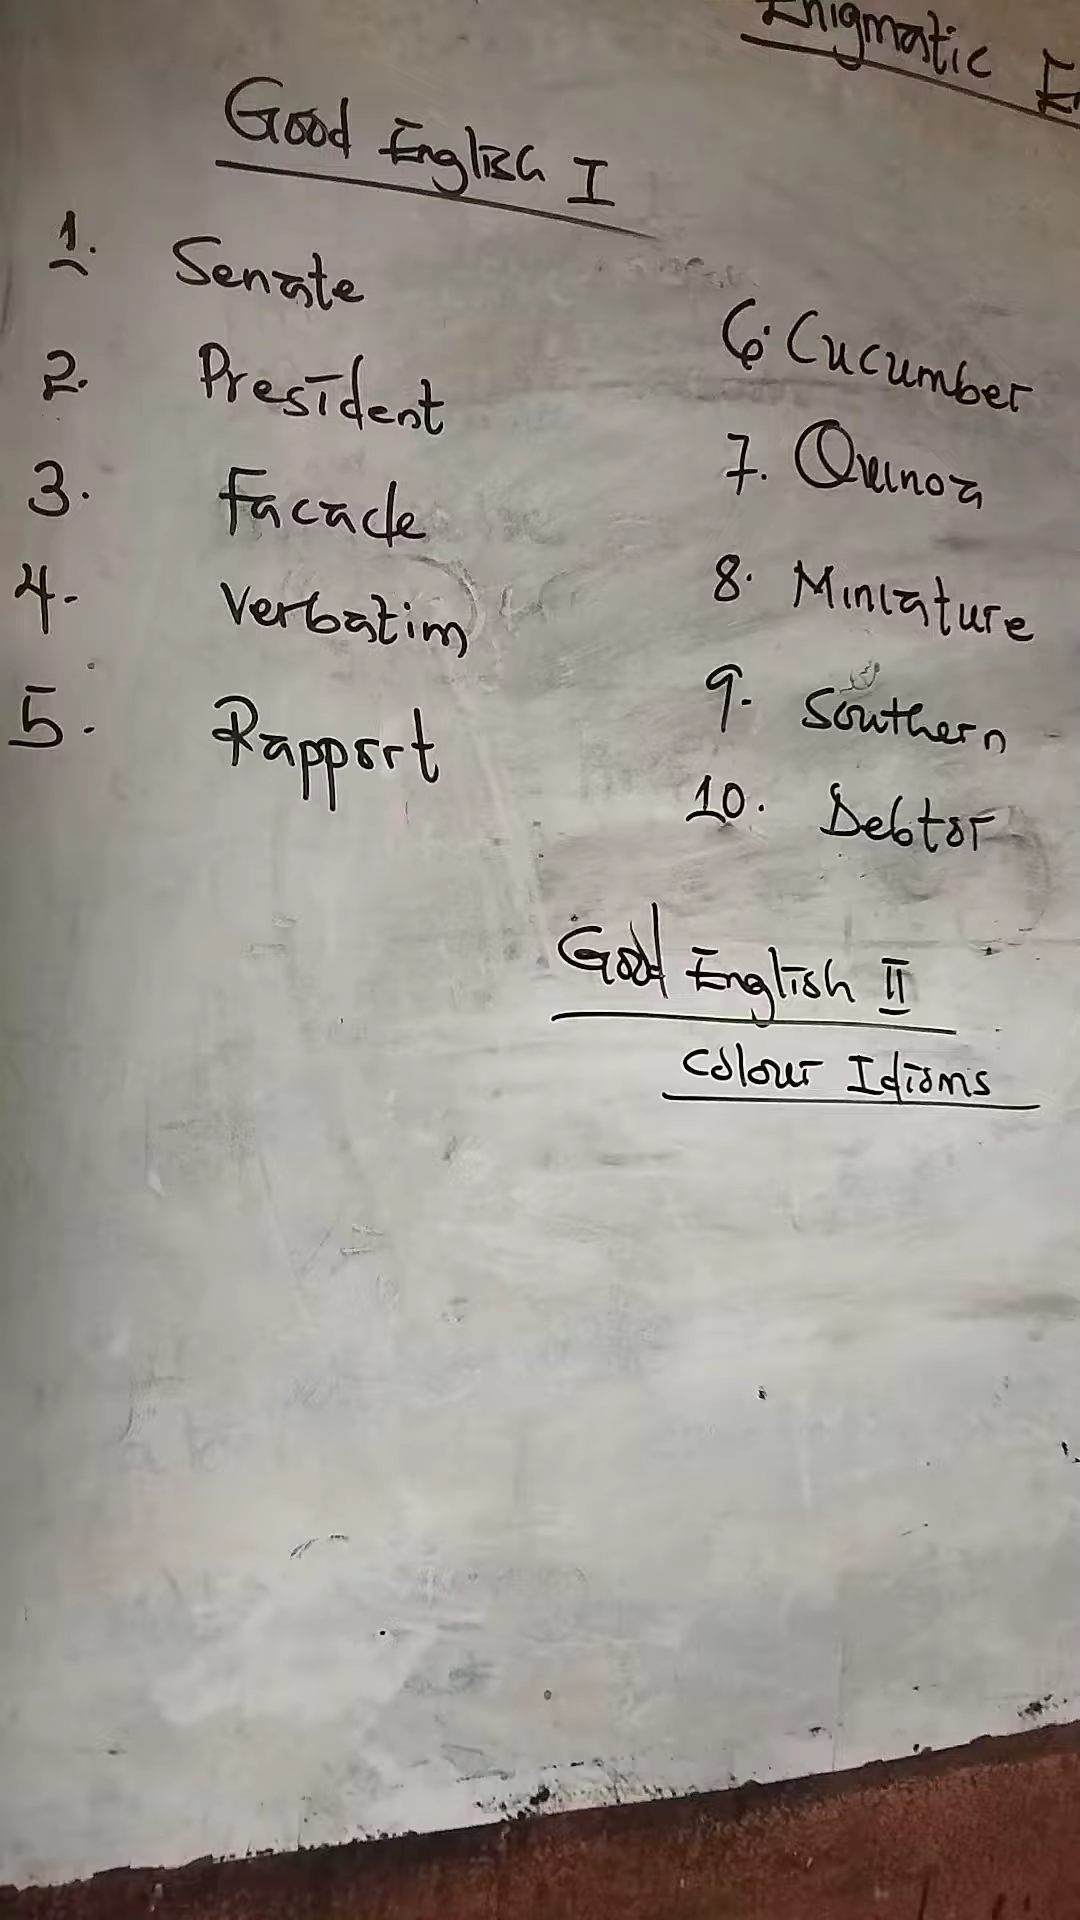 Enigmatic
Good English I
1. Senate
2. President
3. Facade
4. Verbatim
5. Rapport
6. Cucumber
7. Quinoa
8. Miniature
9. Southern
10. Debtor
Good English II
Colour Idioms